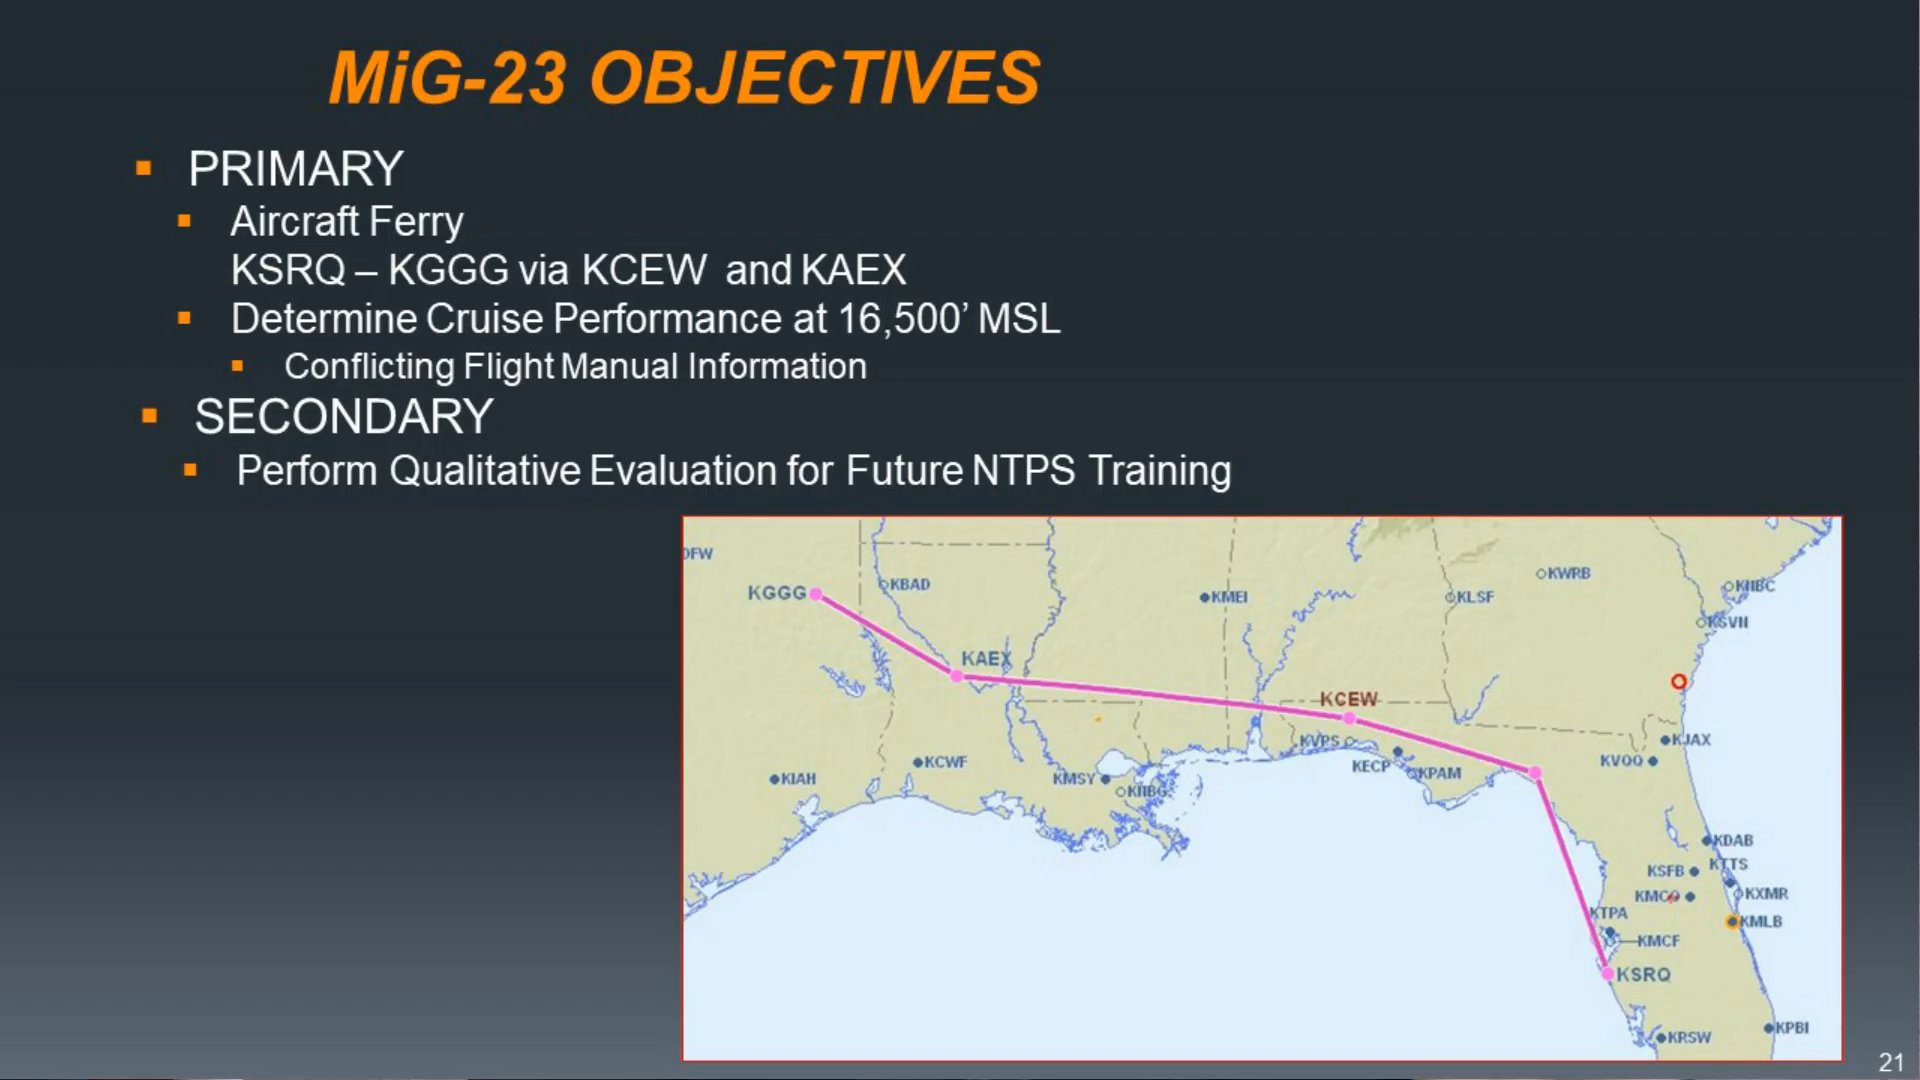 MiG-23 OBJECTIVES
PRIMARY
Aircraft Ferry
KSRQ – KGGG via KCEW and KAEX
Determine Cruise Performance at 16,500’ MSL
Conflicting Flight Manual Information
SECONDARY
Perform Qualitative Evaluation for Future NTPS Training
DFW
KGGG
KBAD
KMEI
KLSF
KWRB
KNBC
KSVN
KAEX
KCEW
KVPS
KECP
KPAM
KJAX
KVQQ
KIAH
KCWF
KMSY
KNBG
KDAB
KTTS
KSFB
KMCO
KXMR
KTPA
KMLB
KMCF
KSRQ
KRSW
KPBI
21